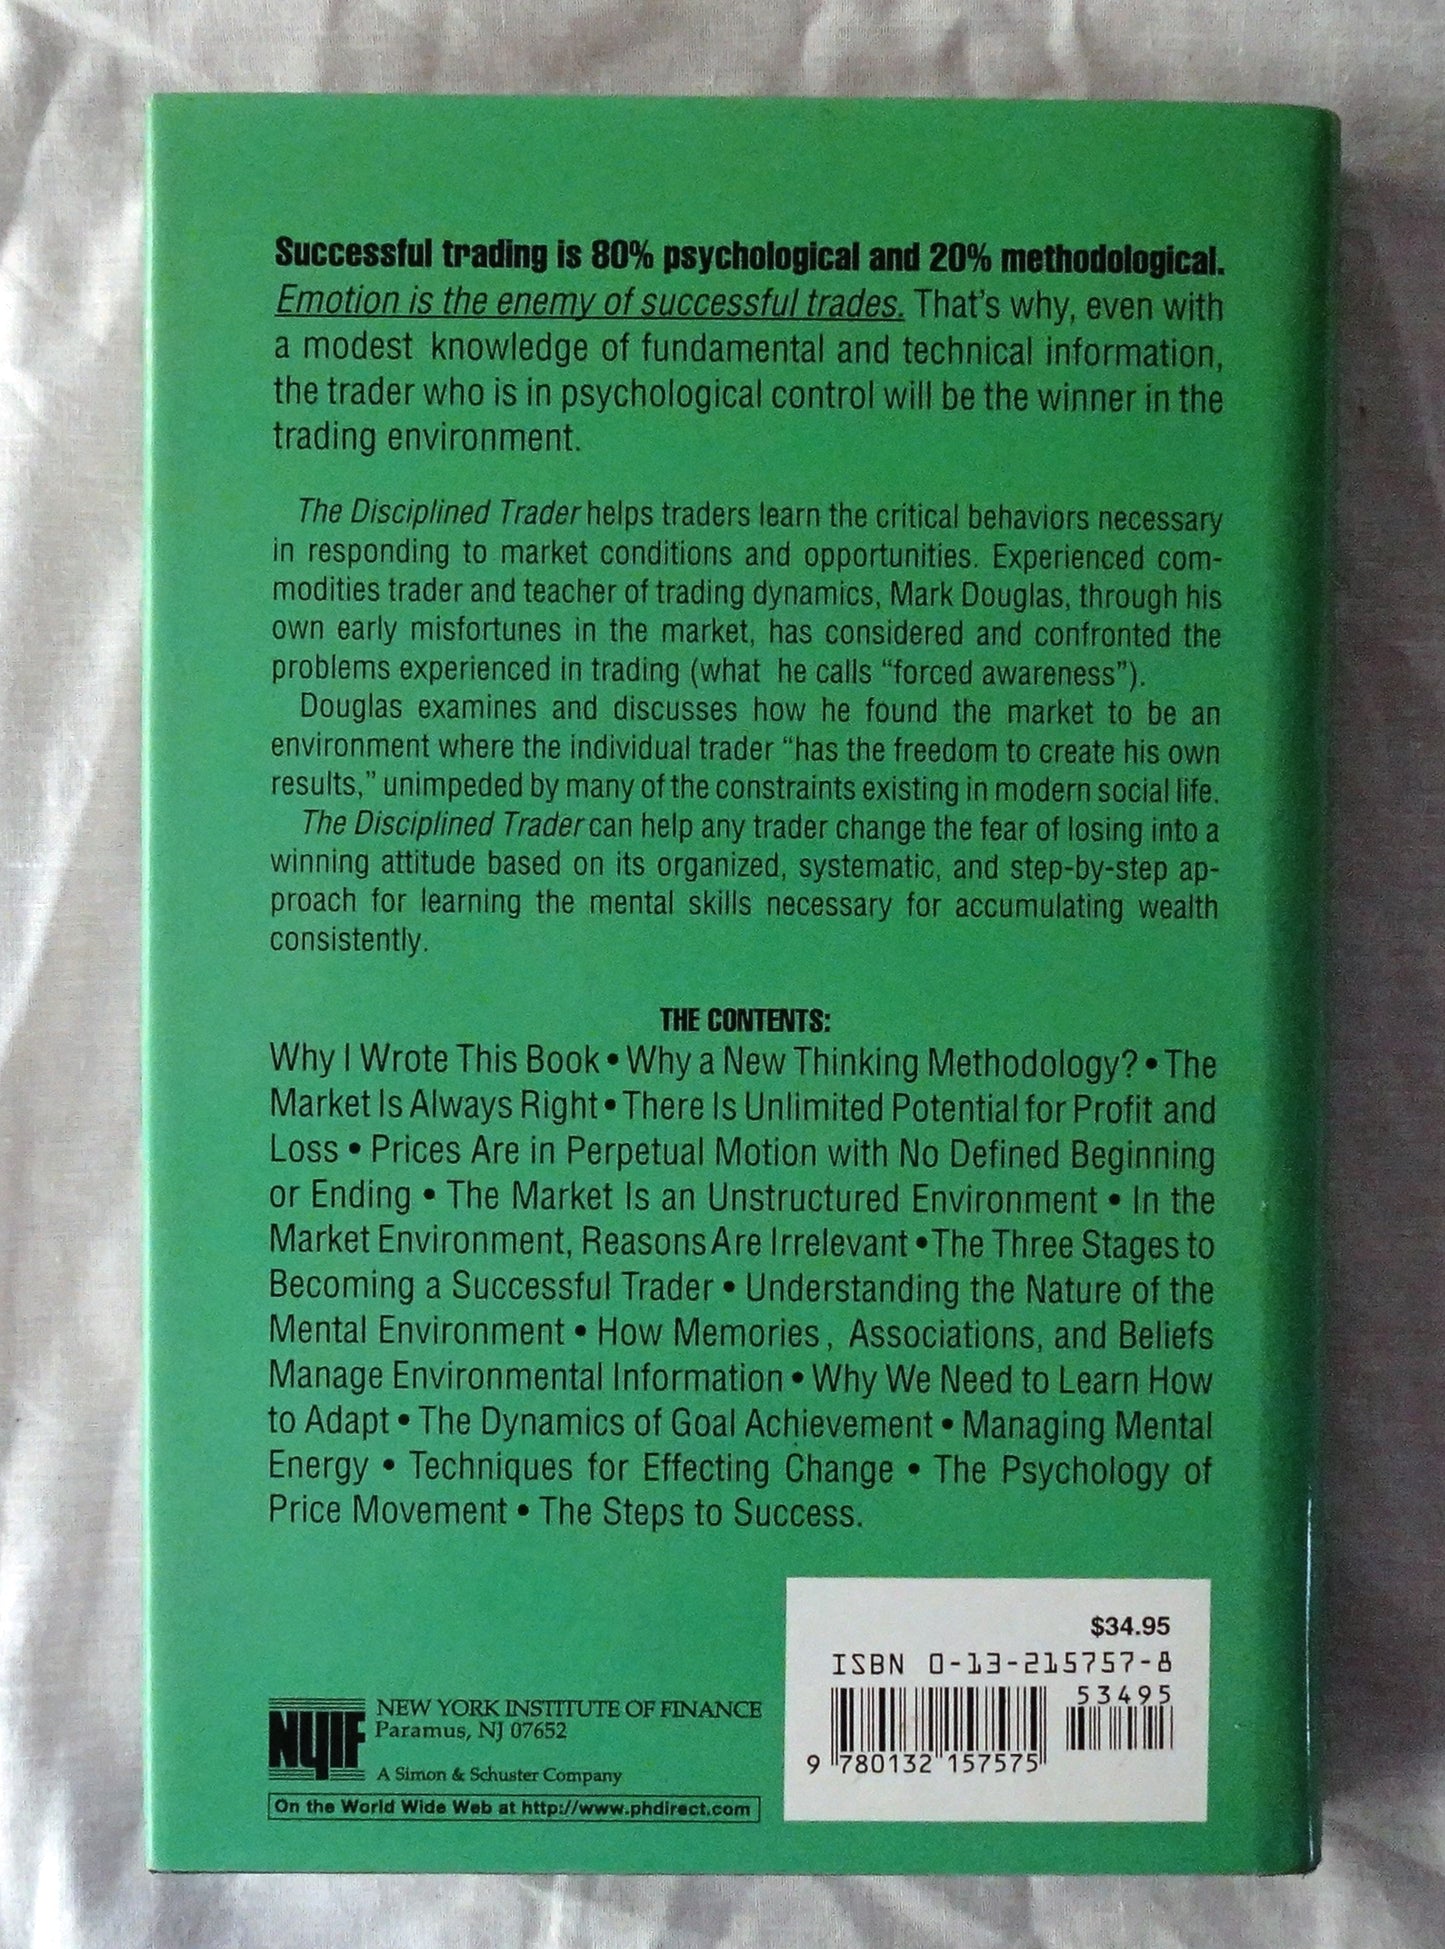 Successful trading is 80% psychological and 20% methodological.
Emotion is the enemy of successful trades. That's why, even with
a modest knowledge of fundamental and technical information,
the trader who is in psychological control will be the winner in the
trading environment.
The Disciplined Trader helps traders learn the critical behaviors necessary
in responding to market conditions and opportunities. Experienced com-
modities trader and teacher of trading dynamics, Mark Douglas, through his
own early misfortunes in the market, has considered and confronted the
problems experienced in trading (what he calls “forced awareness”).
Douglas examines and discusses how he found the market to be an
environment where the individual trader “has the freedom to create his own
results,” unimpeded by many of the constraints existing in modern social life.
The Disciplined Trader can help any trader change the fear of losing into a
winning attitude based on its organized, systematic, and step-by-step ap-
proach for learning the mental skills necessary for accumulating wealth
consistently.
THE CONTENTS:
Why I Wrote This Book • Why a New Thinking Methodology? • The
Market Is Always Right • There Is Unlimited Potential for Profit and
Loss • Prices Are in Perpetual Motion with No Defined Beginning
or Ending • The Market Is an Unstructured Environment • In the
Market Environment, Reasons Are Irrelevant • The Three Stages to
Becoming a Successful Trader • Understanding the Nature of the
Mental Environment • How Memories, Associations, and Beliefs
Manage Environmental Information • Why We Need to Learn How
to Adapt • The Dynamics of Goal Achievement • Managing Mental
Energy • Techniques for Effecting Change • The Psychology of
Price Movement • The Steps to Success.
$34.95
ISBN 0-13-215757-8
53495
9 780132 157575
NYIF
NEW YORK INSTITUTE OF FINANCE
Paramus, NJ 07652
A Simon & Schuster Company
On the World Wide Web at http://www.phdirect.com